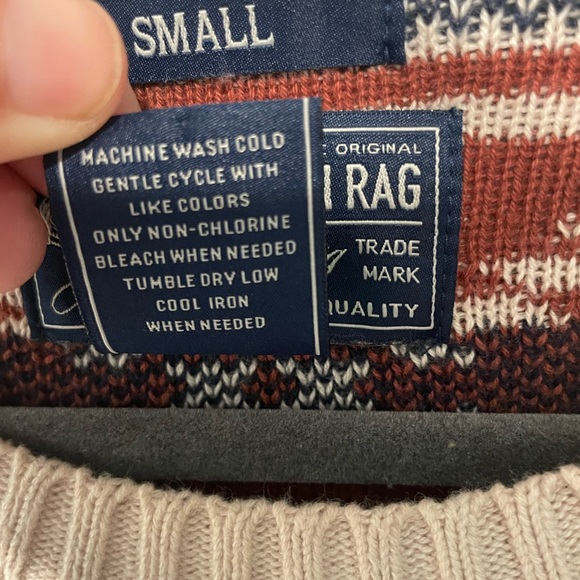 SMALL
MACHINE WASH COLD
GENTLE CYCLE WITH
LIKE COLORS
ONLY NON-CHLORINE
BLEACH WHEN NEEDED
TUMBLE DRY LOW
COOL IRON
WHEN NEEDED
ORIGINAL
RAG
TRADE
MARK